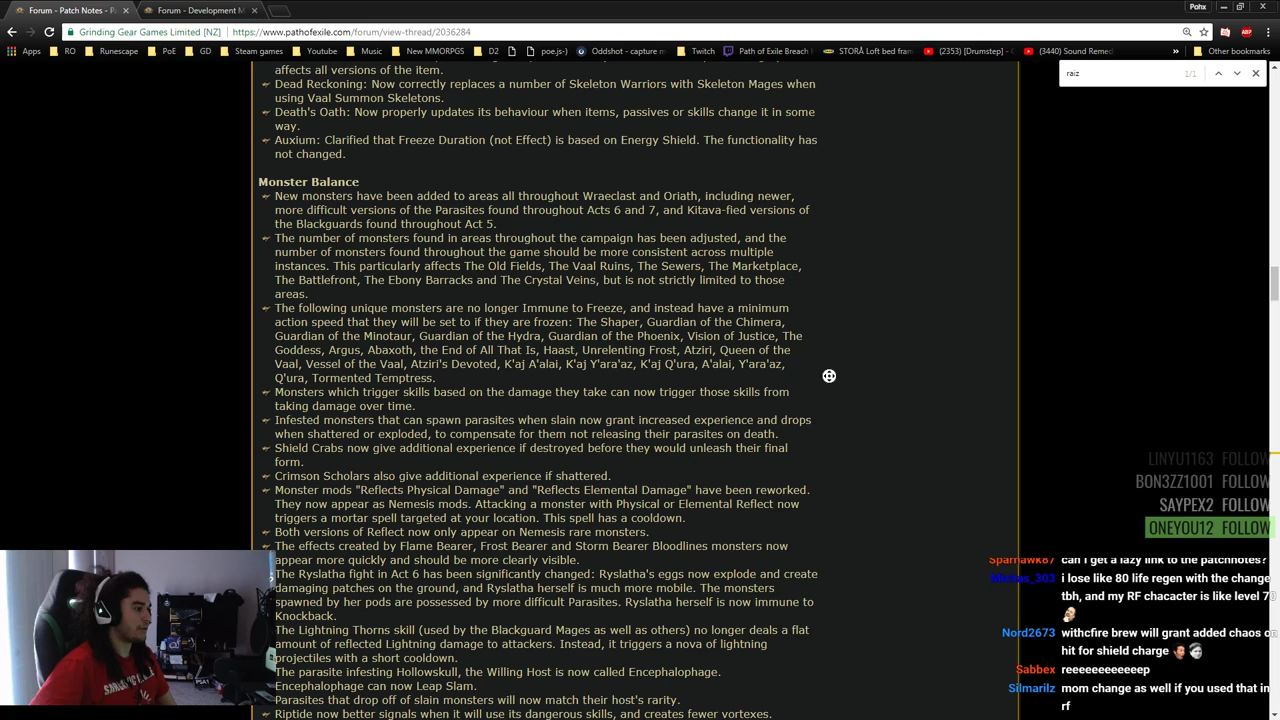 Forum - Patch Notes - P
Forum - Development M
Pohx
Grinding Gear Games Limited [NZ]
https://www.pathofexile.com/forum/view-thread/2036284
Apps
RO
Runescape
PoE
GD
Steam games
Youtube
Music
New MMORPGS
D2
poe.js-)
Oddshot - capture m
Twitch
Path of Exile Breach
STORÅ Loft bed fram
(2353) [Drumstep] - G
(3440) Sound Remed
»
Other bookmarks
raiz
1/1
affects all versions of the item.
Dead Reckoning: Now correctly replaces a number of Skeleton Warriors with Skeleton Mages when
using Vaal Summon Skeletons.
Death's Oath: Now properly updates its behaviour when items, passives or skills change it in some
way.
Auxium: Clarified that Freeze Duration (not Effect) is based on Energy Shield. The functionality has
not changed.
Monster Balance
New monsters have been added to areas all throughout Wraeclast and Oriath, including newer,
more difficult versions of the Parasites found throughout Acts 6 and 7, and Kitava-fied versions of
the Blackguards found throughout Act 5.
The number of monsters found in areas throughout the campaign has been adjusted, and the
number of monsters found throughout the game should be more consistent across multiple
instances. This particularly affects The Old Fields, The Vaal Ruins, The Sewers, The Marketplace,
The Battlefront, The Ebony Barracks and The Crystal Veins, but is not strictly limited to those
areas.
The following unique monsters are no longer Immune to Freeze, and instead have a minimum
action speed that they will be set to if they are frozen: The Shaper, Guardian of the Chimera,
Guardian of the Minotaur, Guardian of the Hydra, Guardian of the Phoenix, Vision of Justice, The
Goddess, Argus, Abaxoth, the End of All That Is, Haast, Unrelenting Frost, Atziri, Queen of the
Vaal, Vessel of the Vaal, Atziri's Devoted, K'aj A'alai, K'aj Y'ara'az, K'aj Q'ura, A'alai, Y'ara'az,
Q'ura, Tormented Temptress.
Monsters which trigger skills based on the damage they take can now trigger those skills from
taking damage over time.
Infested monsters that can spawn parasites when slain now grant increased experience and drops
when shattered or exploded, to compensate for them not releasing their parasites on death.
Shield Crabs now give additional experience if destroyed before they would unleash their final
form.
Crimson Scholars also give additional experience if shattered.
Monster mods "Reflects Physical Damage" and "Reflects Elemental Damage" have been reworked.
They now appear as Nemesis mods. Attacking a monster with Physical or Elemental Reflect now
triggers a mortar spell targeted at your location. This spell has a cooldown.
Both versions of Reflect now only appear on Nemesis rare monsters.
The effects created by Flame Bearer, Frost Bearer and Storm Bearer Bloodlines monsters now
appear more quickly and should be more clearly visible.
The Ryslatha fight in Act 6 has been significantly changed: Ryslatha's eggs now explode and create
damaging patches on the ground, and Ryslatha herself is much more mobile. The monsters
spawned by her pods are possessed by more difficult Parasites. Ryslatha herself is now immune to
Knockback.
The Lightning Thorns skill (used by the Blackguard Mages as well as others) no longer deals a flat
amount of reflected Lightning damage to attackers. Instead, it triggers a nova of lightning
projectiles with a short cooldown.
The parasite infesting Hollowskull, the Willing Host is now called Encephalophage.
Encephalophage can now Leap Slam.
Parasites that drop off of slain monsters will now match their host's rarity.
Riptide now better signals when it will use its dangerous skills, and creates fewer vortexes.
LINYU1163 FOLLOW
BON3ZZ1001 FOLLOW
SAYPEX2 FOLLOW
ONEYOU12 FOLLOW
Sparhawk87 can I get a lazy link to the patchnotes?
i lose like 80 life regen with the change
tbh, and my RF chacacter is like level 70
Nord2673 withcfire brew will grant added chaos on
hit for shield charge
Sabbex reeeeeeeeeeep
Silmarilz mom change as well if you used that in
rf